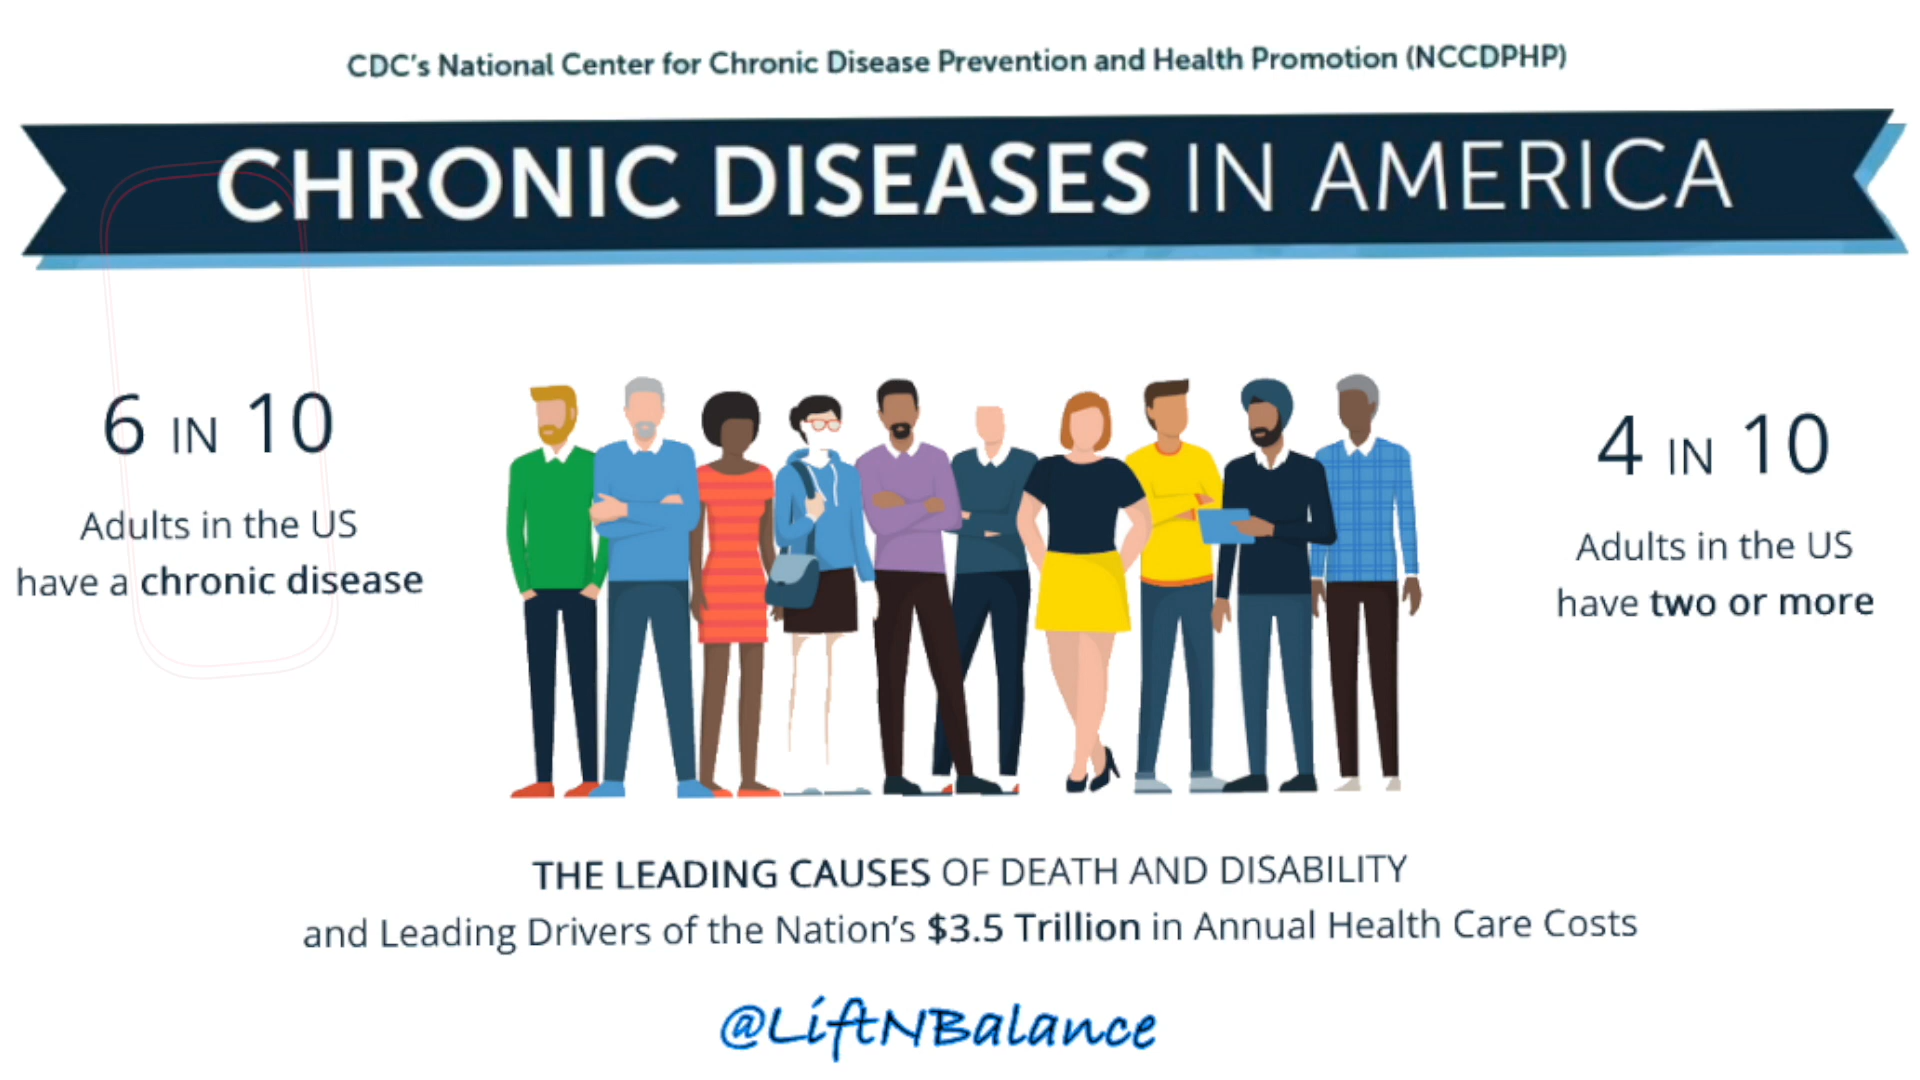 CDC's National Center for Chronic Disease Prevention and Health Promotion (NCCDPHP)
CHRONIC DISEASES IN AMERICA
6 IN 10
Adults in the US
have a chronic disease
4 IN 10
Adults in the US
have two or more
THE LEADING CAUSES OF DEATH AND DISABILITY
and Leading Drivers of the Nation's $3.5 Trillion in Annual Health Care Costs
@LiftNBalance